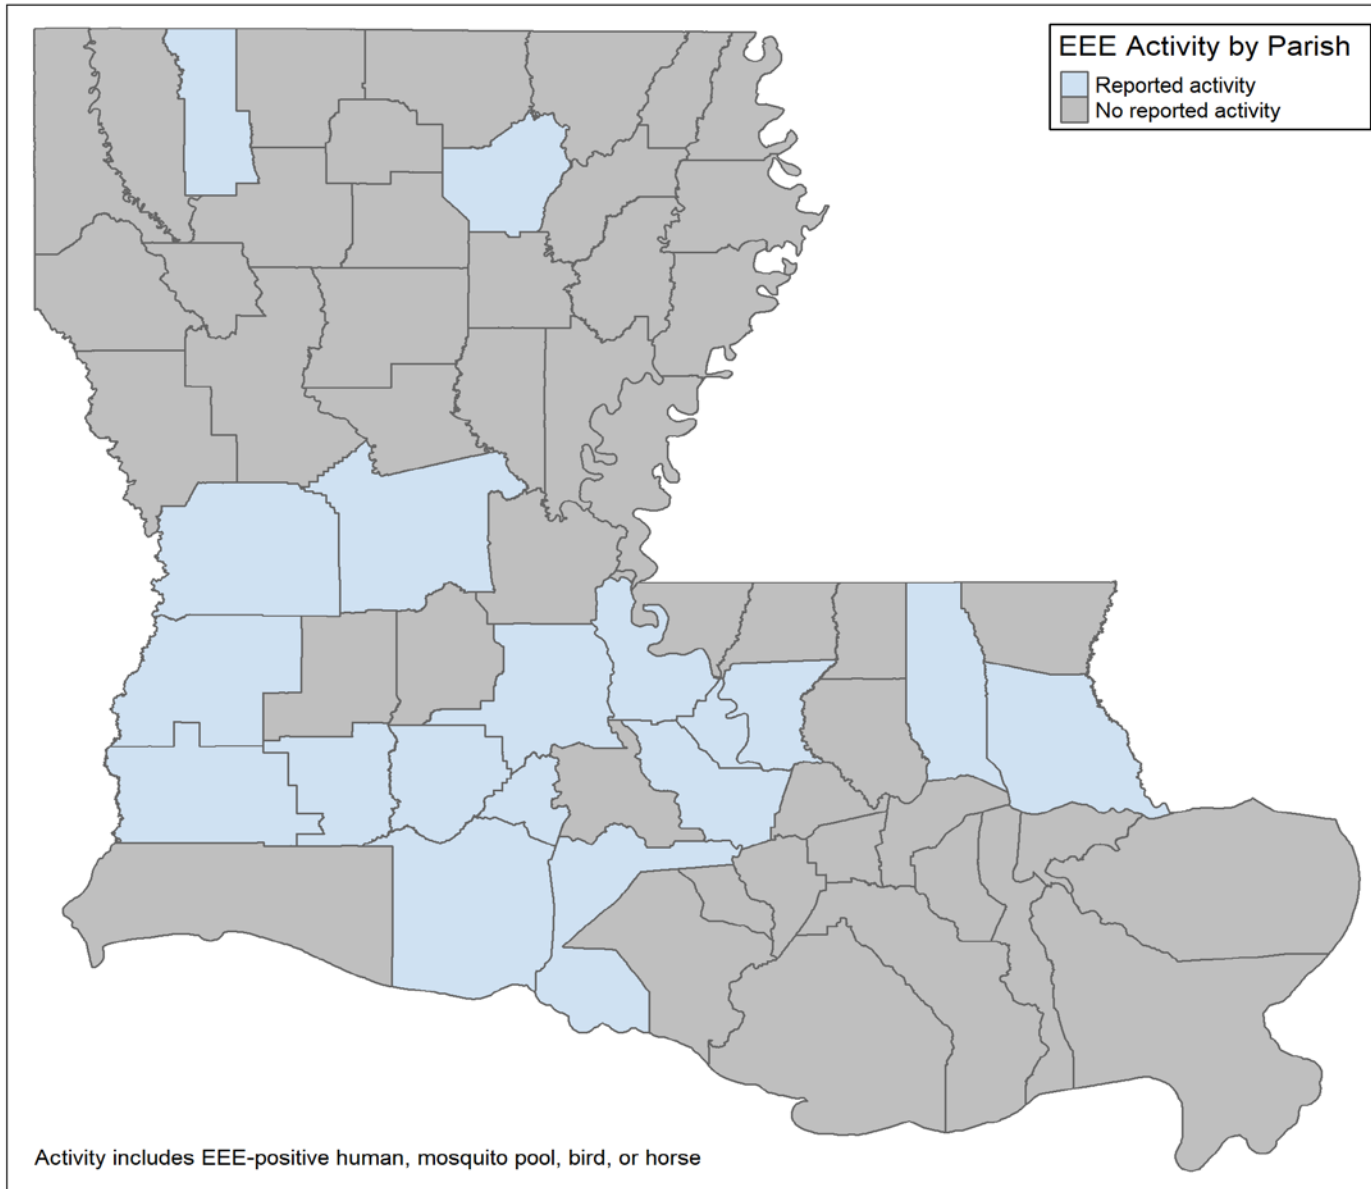 EEE Activity by Parish
Reported activity
No reported activity
Activity includes EEE-positive human, mosquito pool, bird, or horse